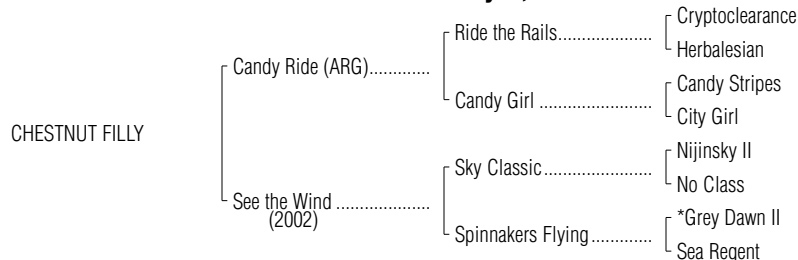 Cryptoclearance
Ride the Rails....................
Herbalesian
Candy Ride (ARG).............
Candy Stripes
Candy Girl ........................
City Girl
CHESTNUT FILLY
Nijinsky II
Sky Classic.......................
No Class
See the Wind ....................
(2002)
*Grey Dawn II
Spinnakers Flying.............
Sea Regent